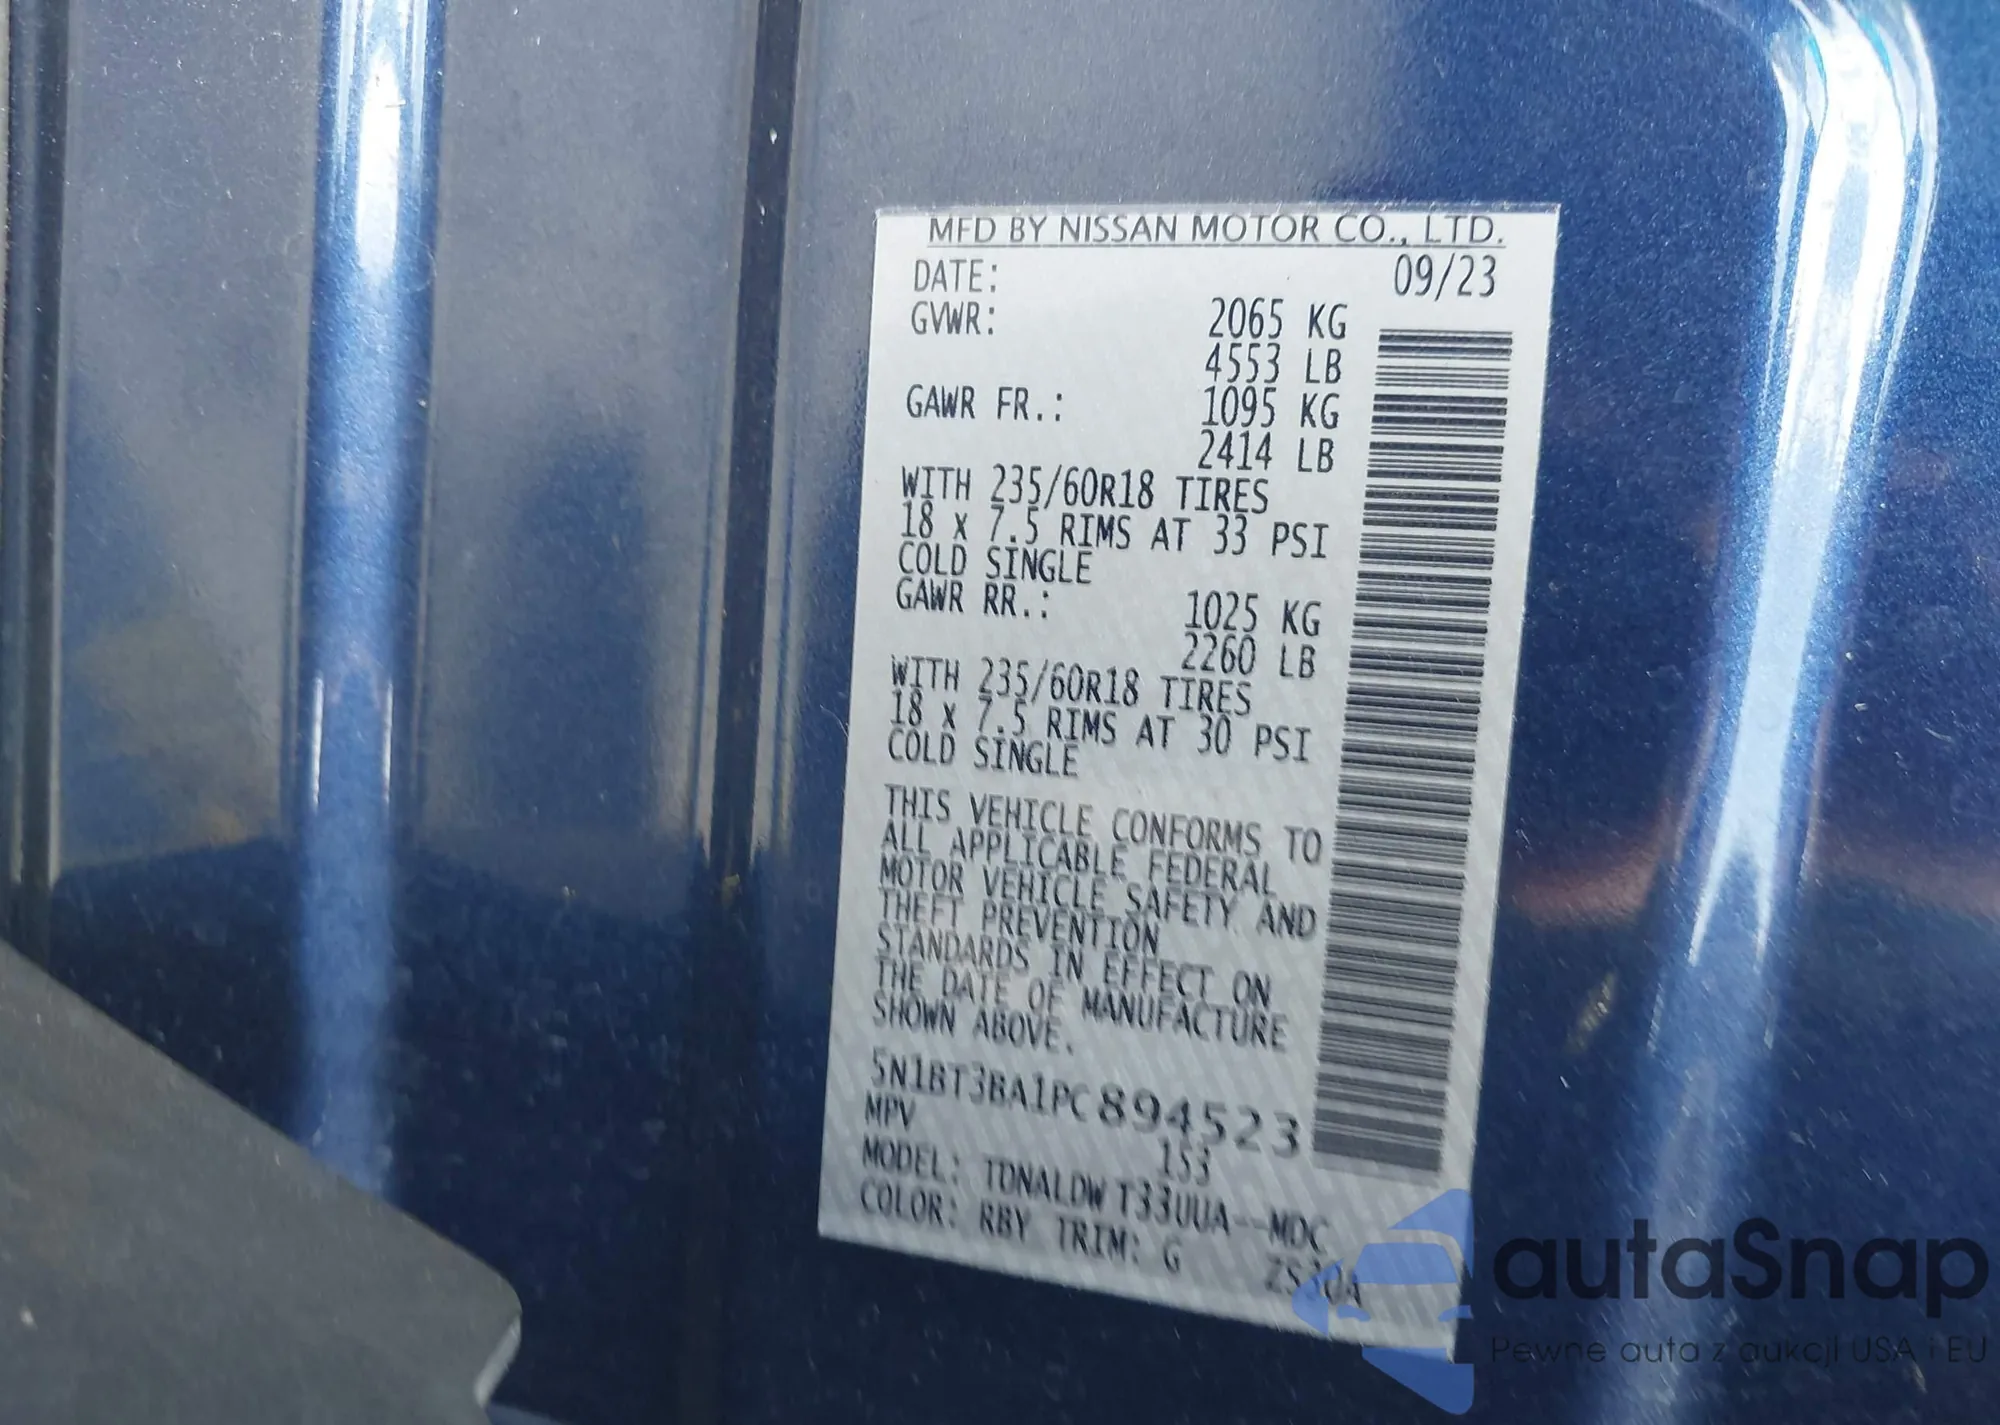 MFD BY NISSAN MOTOR CO., LTD.
DATE: 09/23
GVWR: 2065 KG
4553 LB
GAWR FR.: 1095 KG
2414 LB
WITH 235/60R18 TIRES
18 x 7.5 RIMS AT 33 PSI
COLD SINGLE
GAWR RR.: 1025 KG
2260 LB
WITH 235/60R18 TIRES
18 x 7.5 RIMS AT 30 PSI
COLD SINGLE
THIS VEHICLE CONFORMS TO
ALL APPLICABLE FEDERAL
MOTOR VEHICLE SAFETY AND
THEFT PREVENTION
STANDARDS IN EFFECT ON
THE DATE OF MANUFACTURE
SHOWN ABOVE.
5N1BT3BA1PC894523
MPV 153
MODEL: TDNALDW T33UUA--MDC
COLOR: RBY TRIM: G ZS30A
autaSnap
Pewne auta z aukcji USA i EU